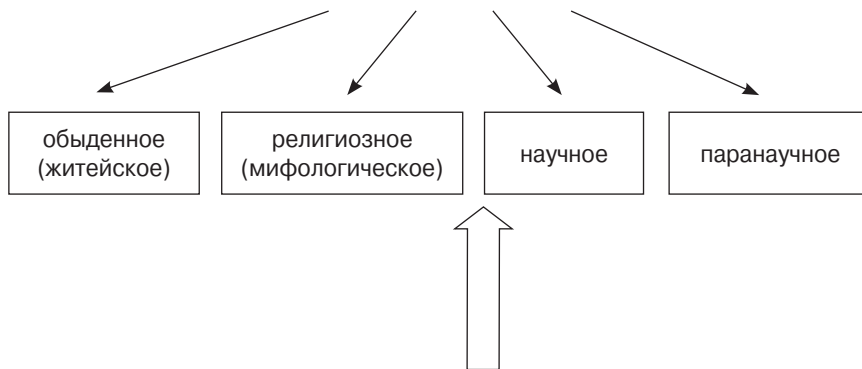 обыденное
(житейское)
религиозное
(мифологическое)
научное
паранаучное